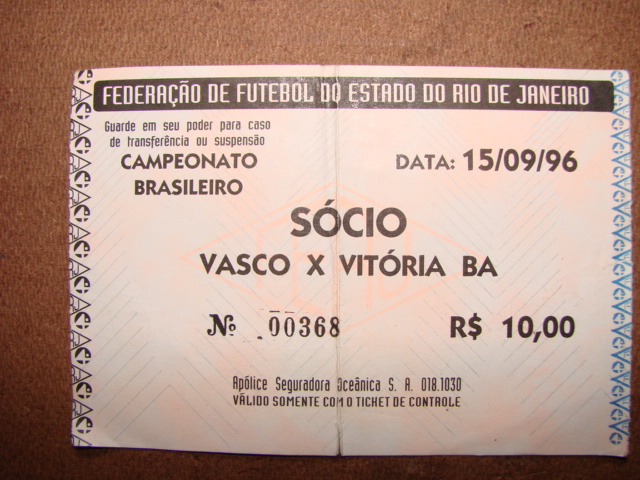 FEDERAÇÃO DE FUTEBOL DO ESTADO DO RIO DE JANEIRO
Guarde em seu poder para caso
de transferência ou suspensão
CAMPEONATO
BRASILEIRO
DATA: 15/09/96
SÓCIO
VASCO X VITÓRIA BA
Nº 00368
R$ 10,00
Apólice Seguradora Oceânica S. A. 018.1030
VÁLIDO SOMENTE COM O TICHET DE CONTROLE